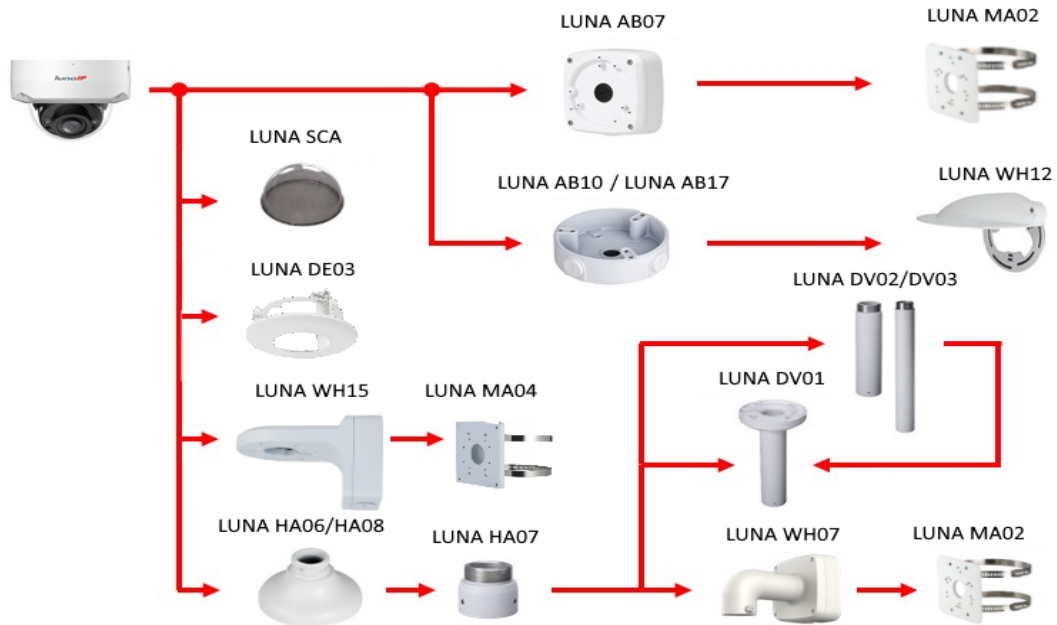 LUNA AB07
LUNA MA02
lunaIP
LUNA SCA
LUNA AB10 / LUNA AB17
LUNA WH12
LUNA DE03
LUNA DV02/DV03
LUNA WH15
LUNA MA04
LUNA DV01
LUNA HA06/HA08
LUNA HA07
LUNA WH07
LUNA MA02